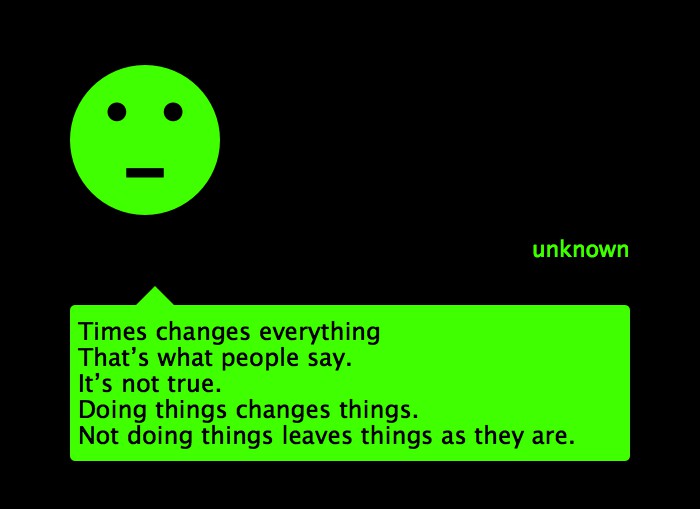 unknown
Times changes everything
That’s what people say.
It’s not true.
Doing things changes things.
Not doing things leaves things as they are.